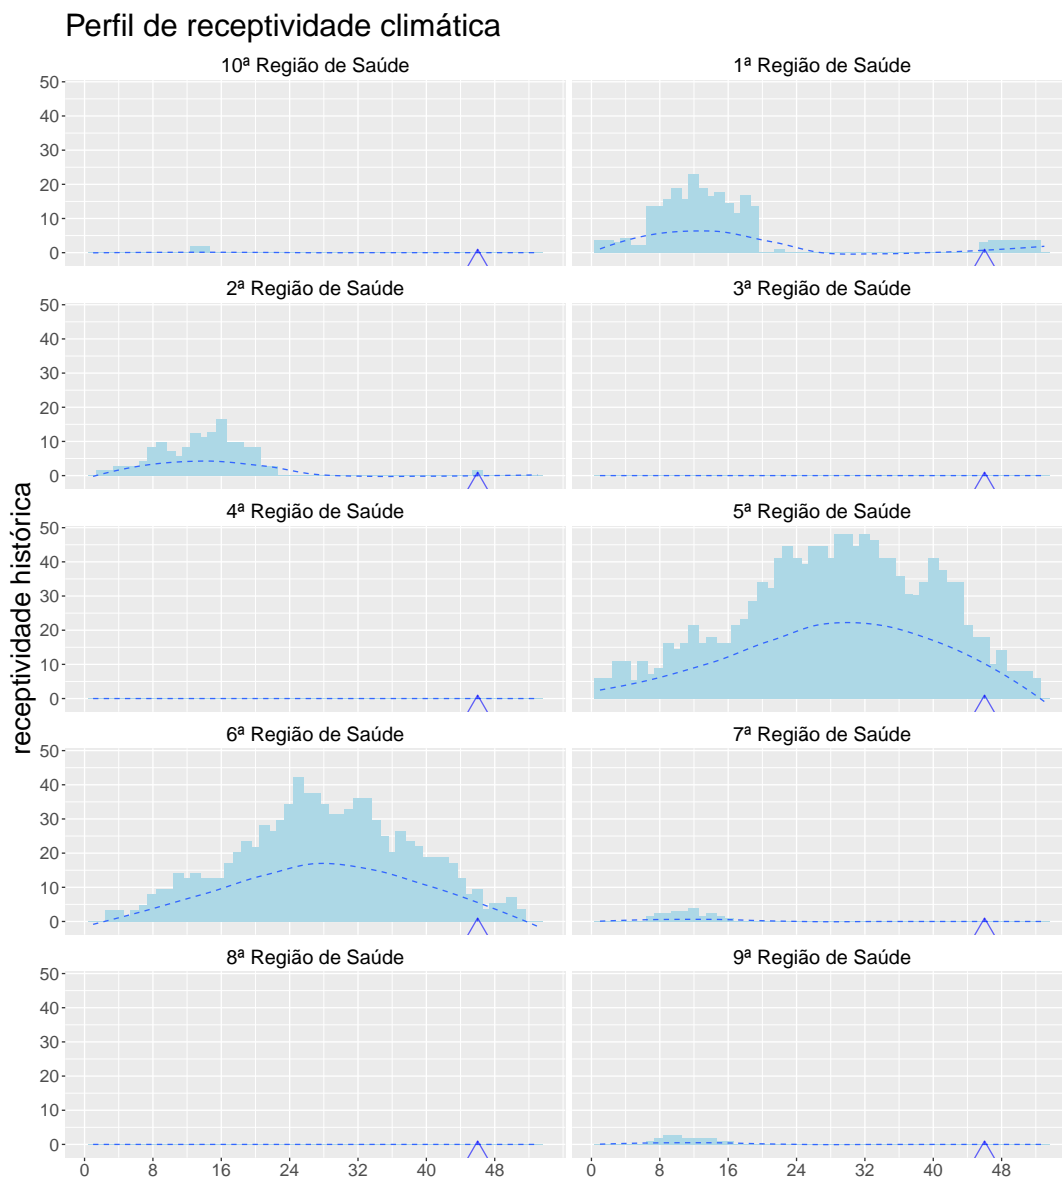 Perfil de receptividade climática
10ª Região de Saúde
1ª Região de Saúde
50
40
30
20
10
0
2ª Região de Saúde
3ª Região de Saúde
50
40
30
20
10
0
4ª Região de Saúde
5ª Região de Saúde
50
40
30
20
10
0
receptividade histórica
6ª Região de Saúde
7ª Região de Saúde
50
40
30
20
10
0
8ª Região de Saúde
9ª Região de Saúde
50
40
30
20
10
0
0 8 16 24 32 40 48
0 8 16 24 32 40 48